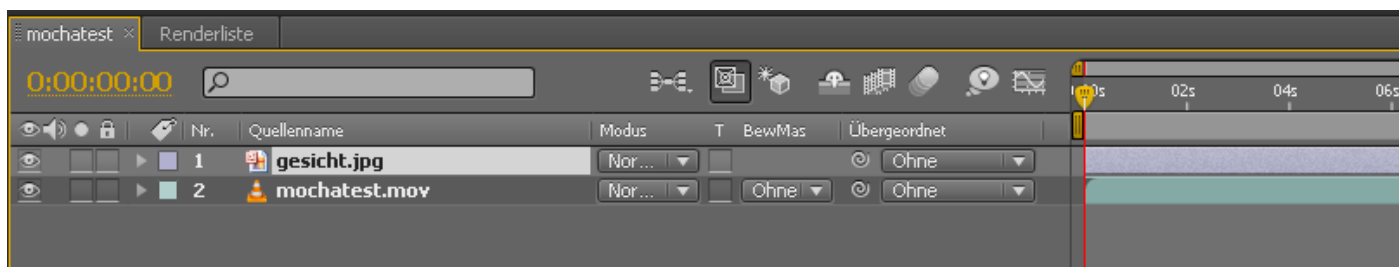 mochatest × Renderliste
0:00:00:00
02s 04s 06s
Nr. Quellenname Modus T BewMas Übergeordnet
1 gesicht.jpg Nor... Ohne
2 mochatest.mov Nor... Ohne Ohne